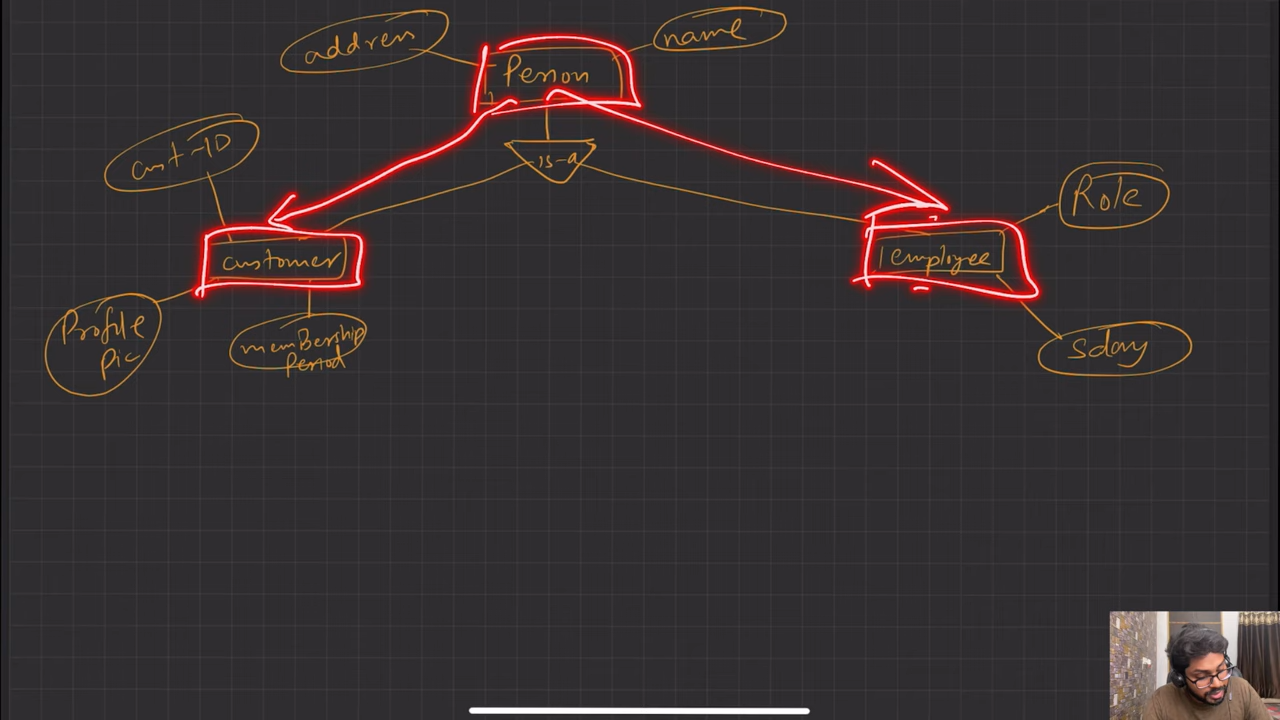 address
name
Person
is-a
cust-ID
customer
employee
Role
Profile
Pic
memBership
Period
Salary